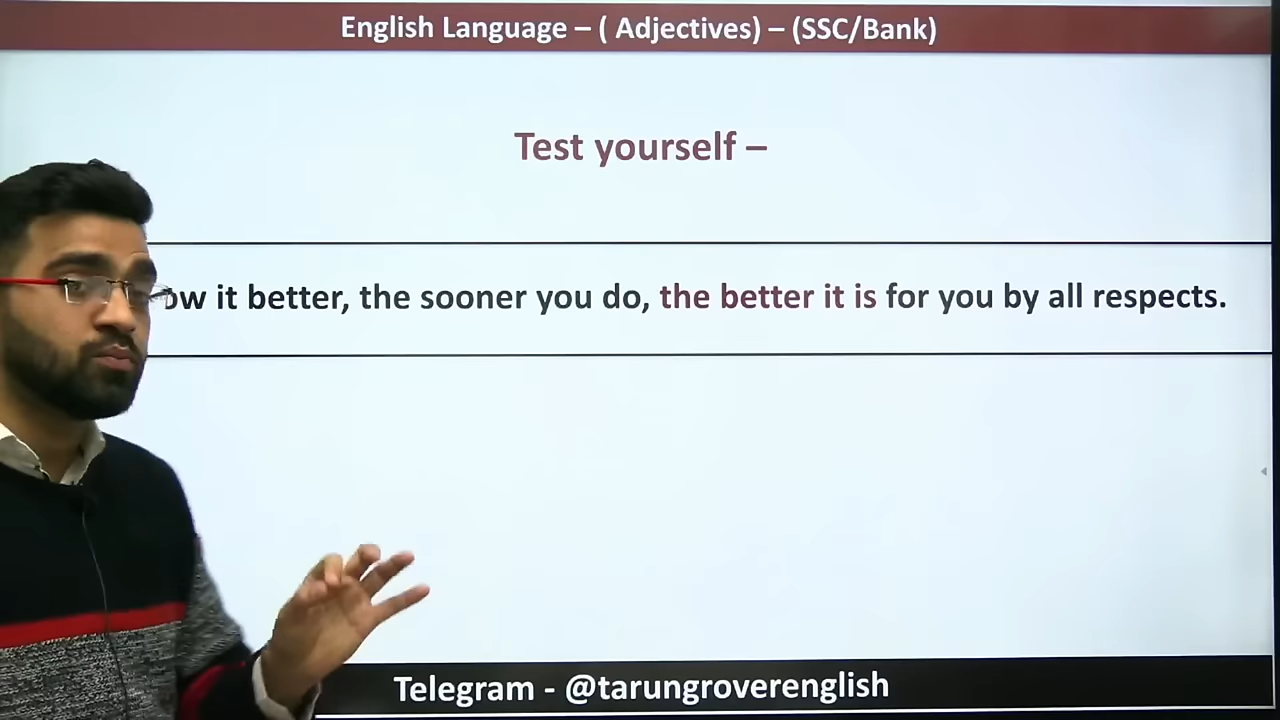 English Language – ( Adjectives) – (SSC/Bank)
Test yourself –
it better, the sooner you do, the better it is for you by all respects.
Telegram - @tarungroverenglish